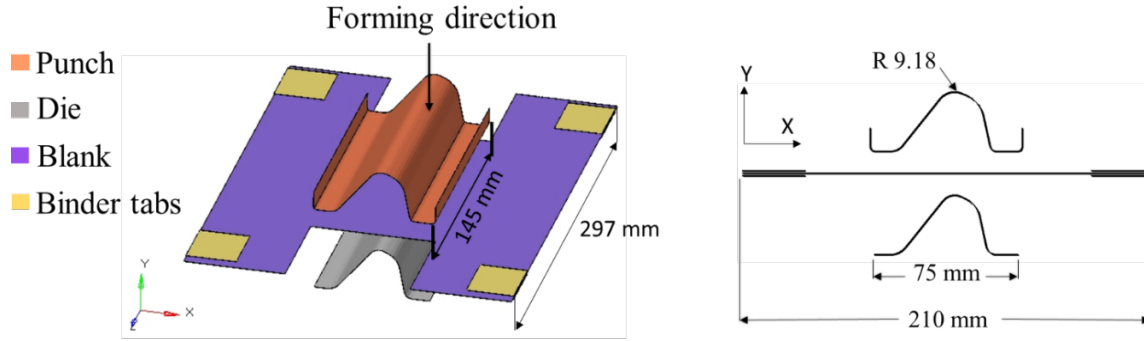 Forming direction
Punch
Die
Blank
Binder tabs
145 mm
297 mm
Y
X
Z
R 9.18
Y
X
75 mm
210 mm